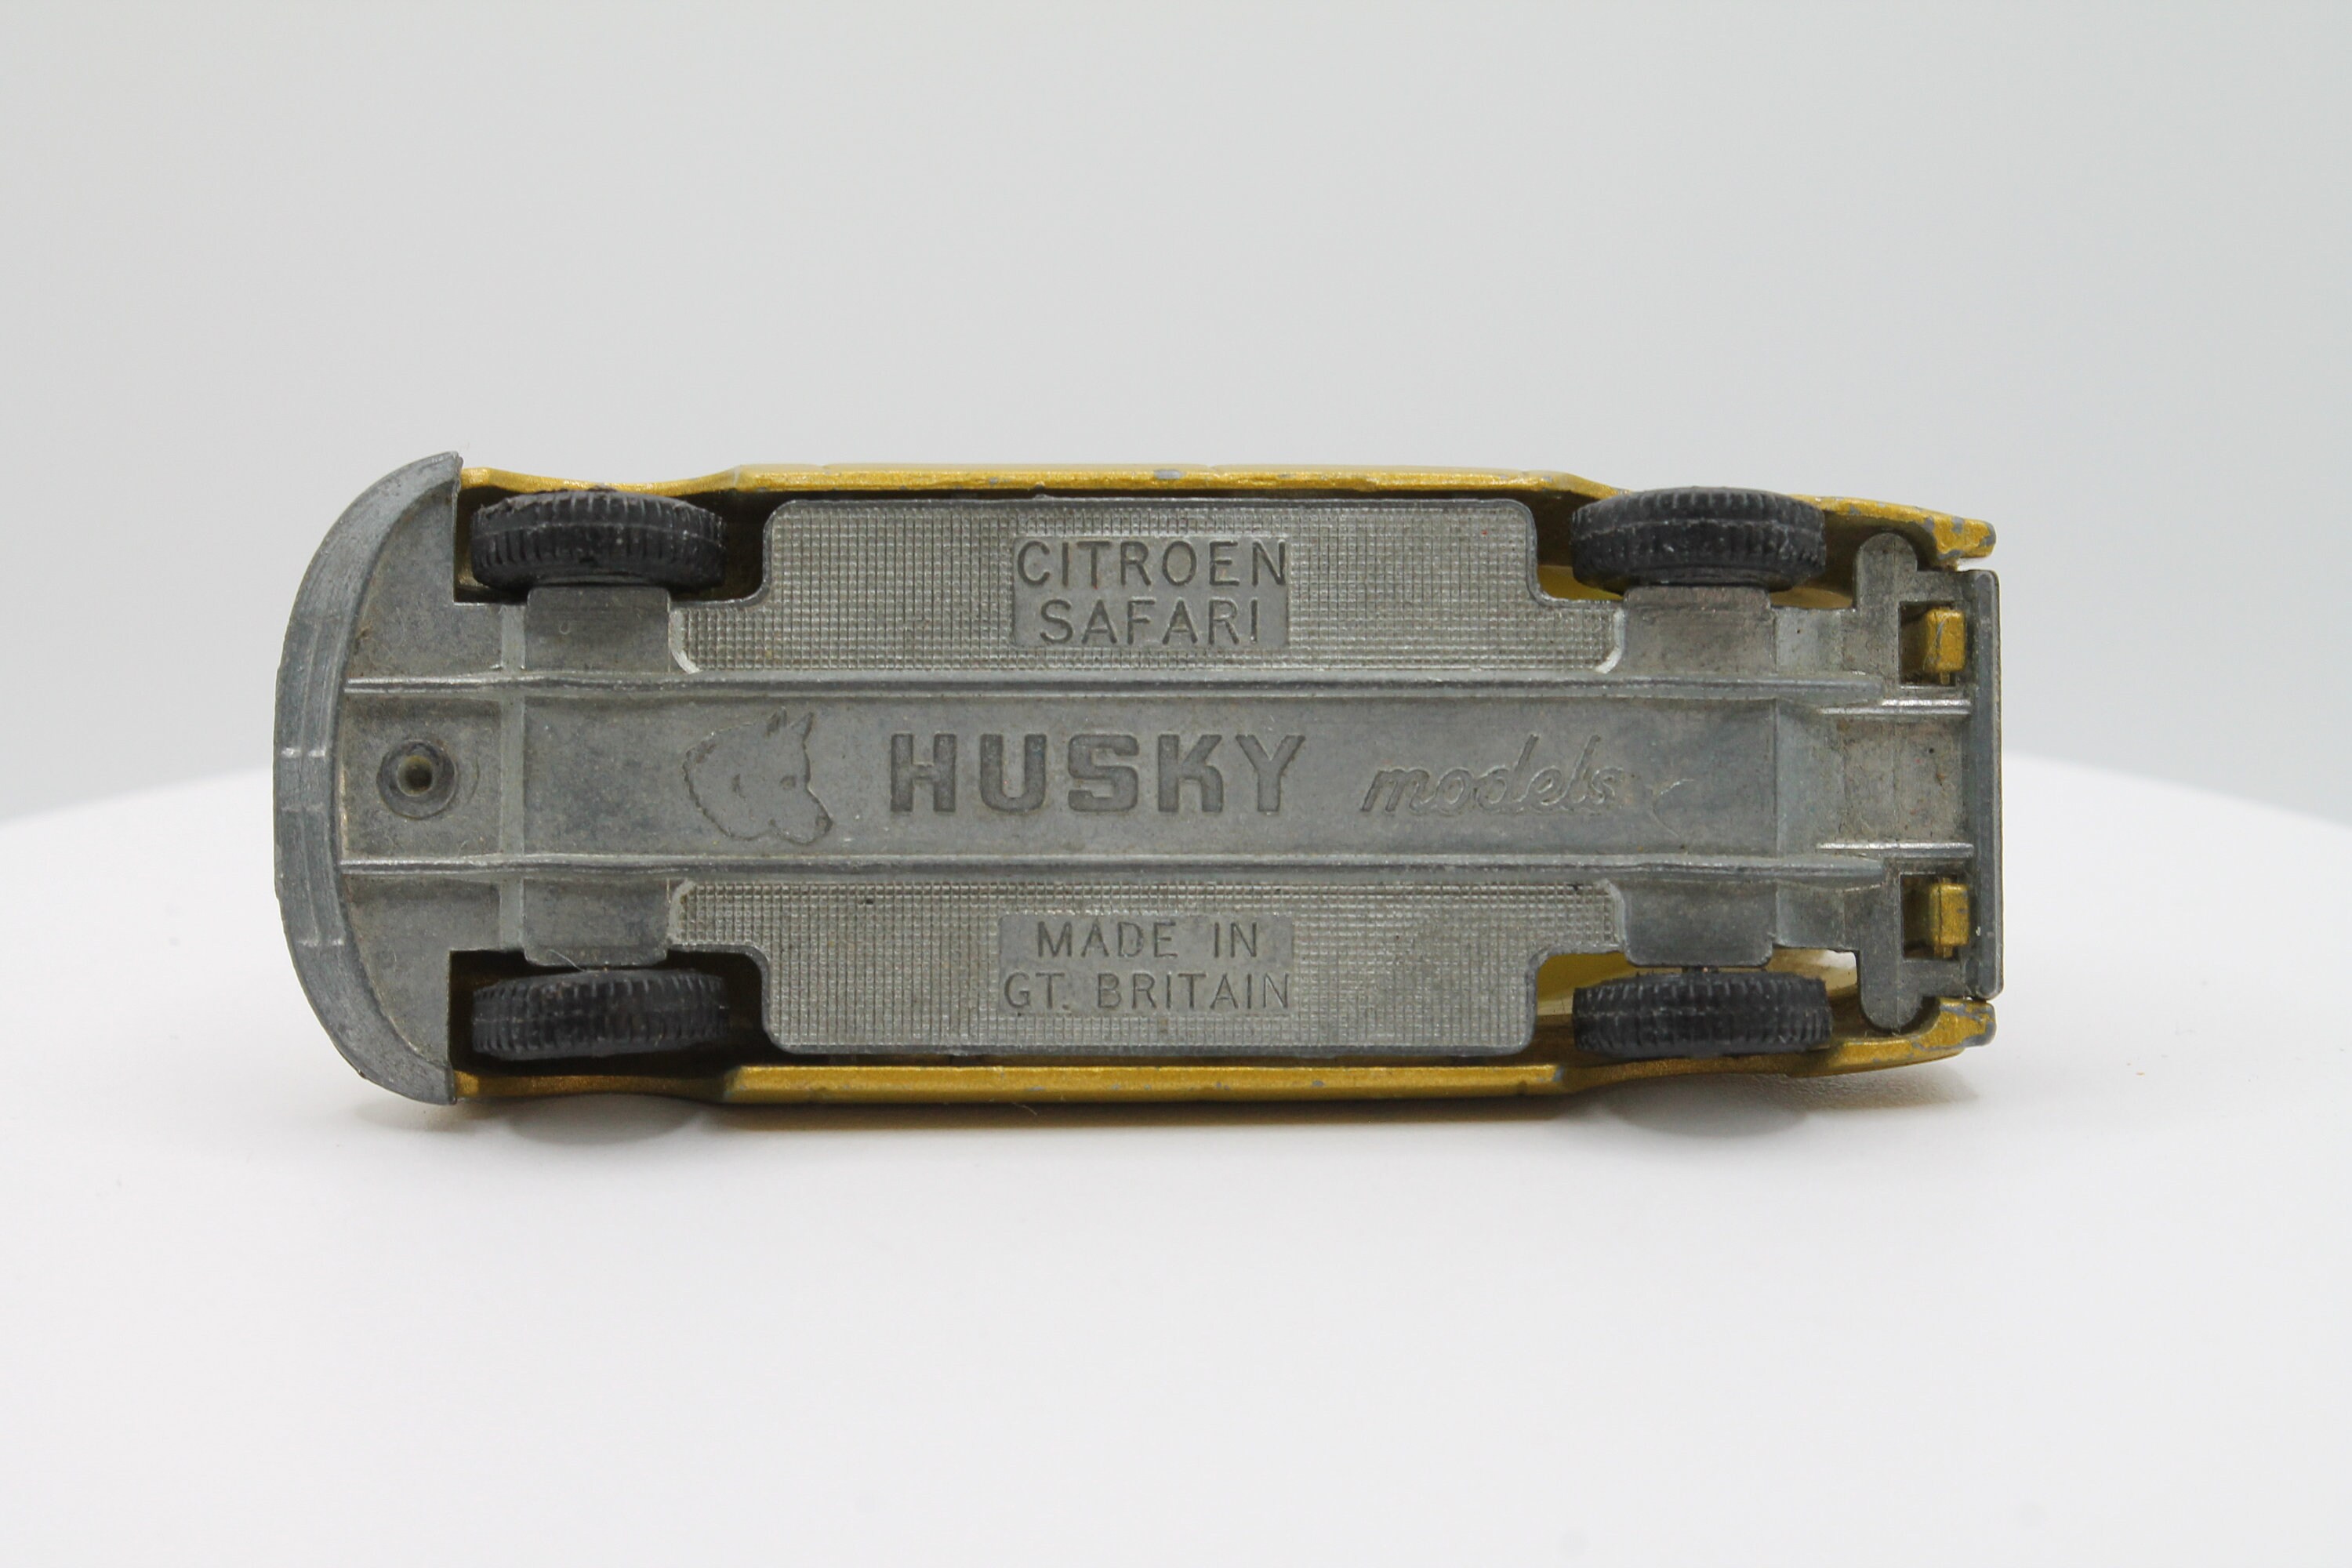 CITROEN
SAFARI
HUSKY models
MADE IN
GT. BRITAIN